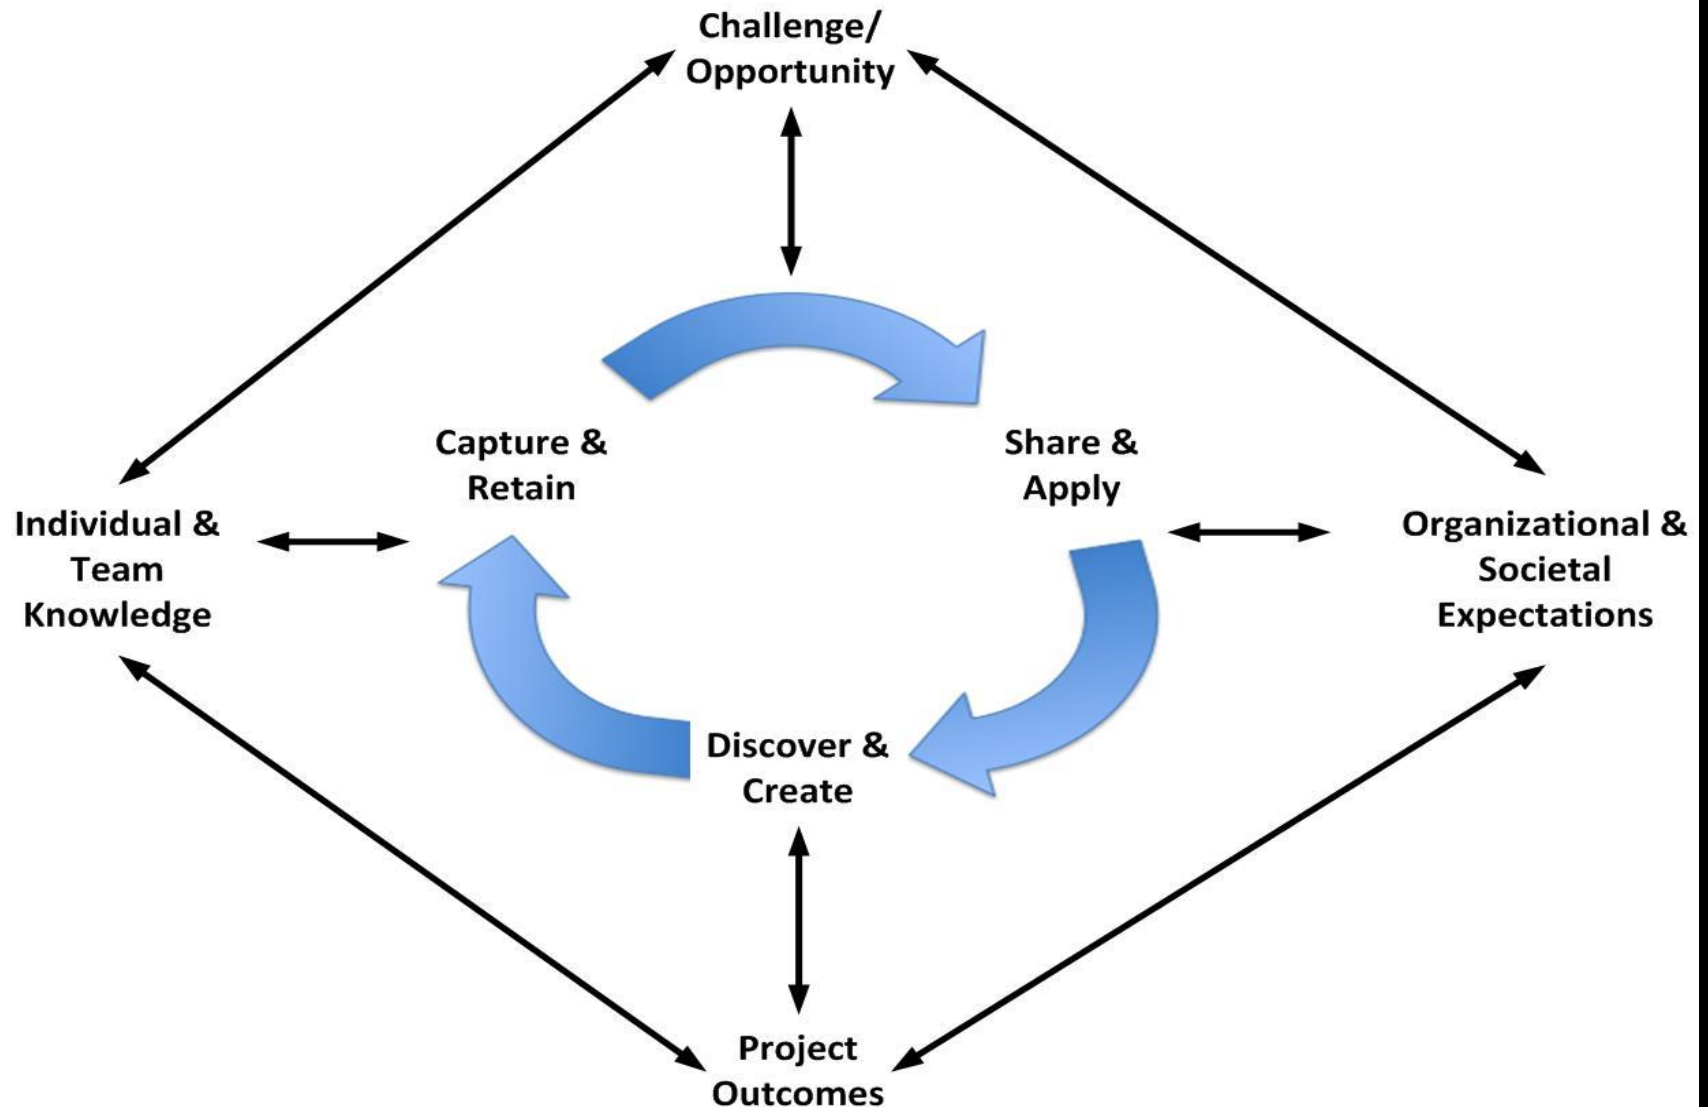 Challenge/
Opportunity
Capture &
Retain
Share &
Apply
Individual &
Team
Knowledge
Organizational &
Societal
Expectations
Discover &
Create
Project
Outcomes